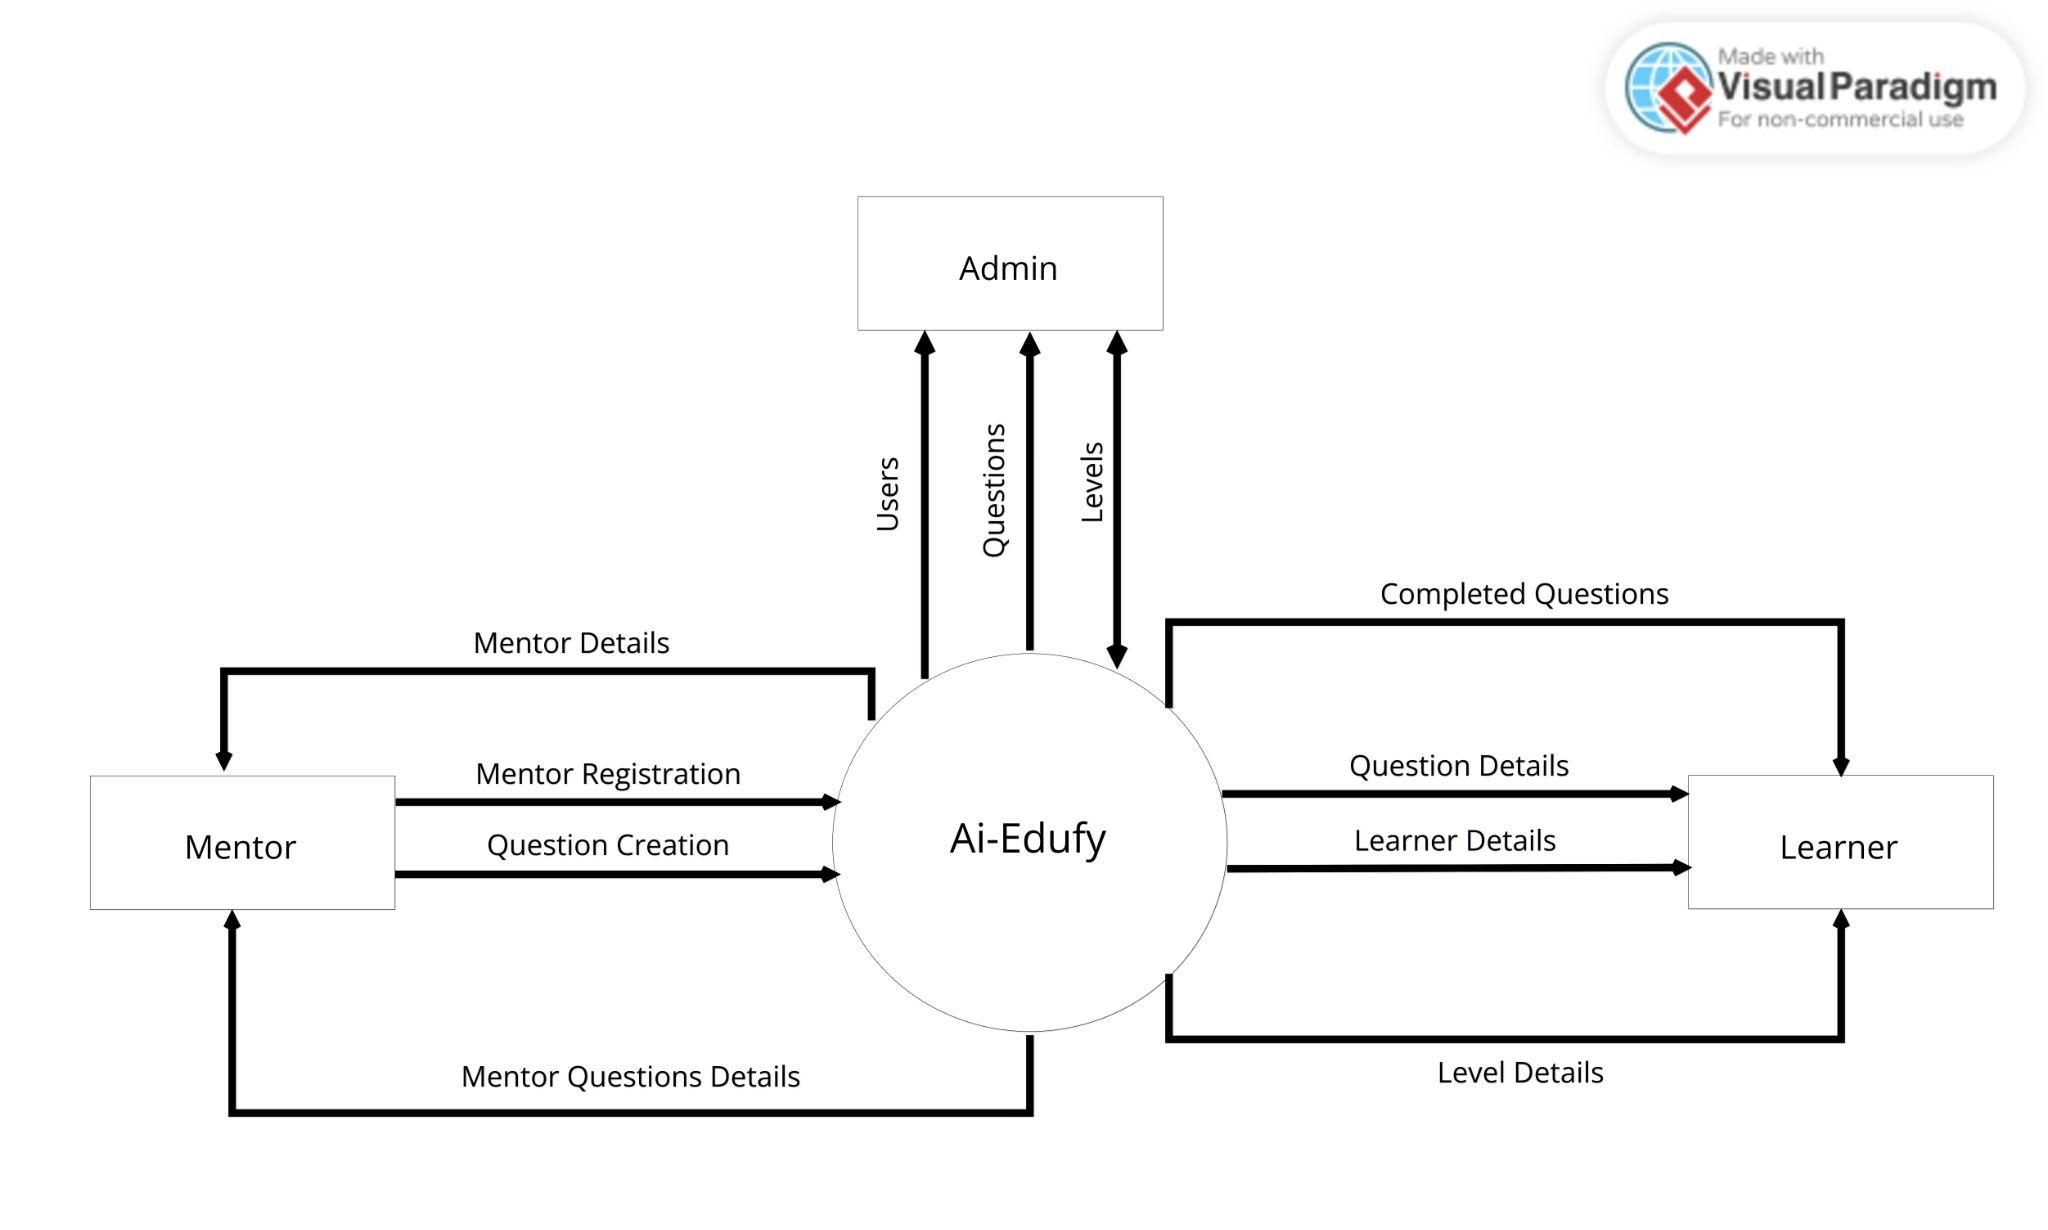 Made with
Visual Paradigm
For non-commercial use
Admin
Users
Questions
Levels
Completed Questions
Mentor Details
Question Details
Mentor Registration
Ai-Edufy
Learner Details
Question Creation
Mentor
Learner
Level Details
Mentor Questions Details